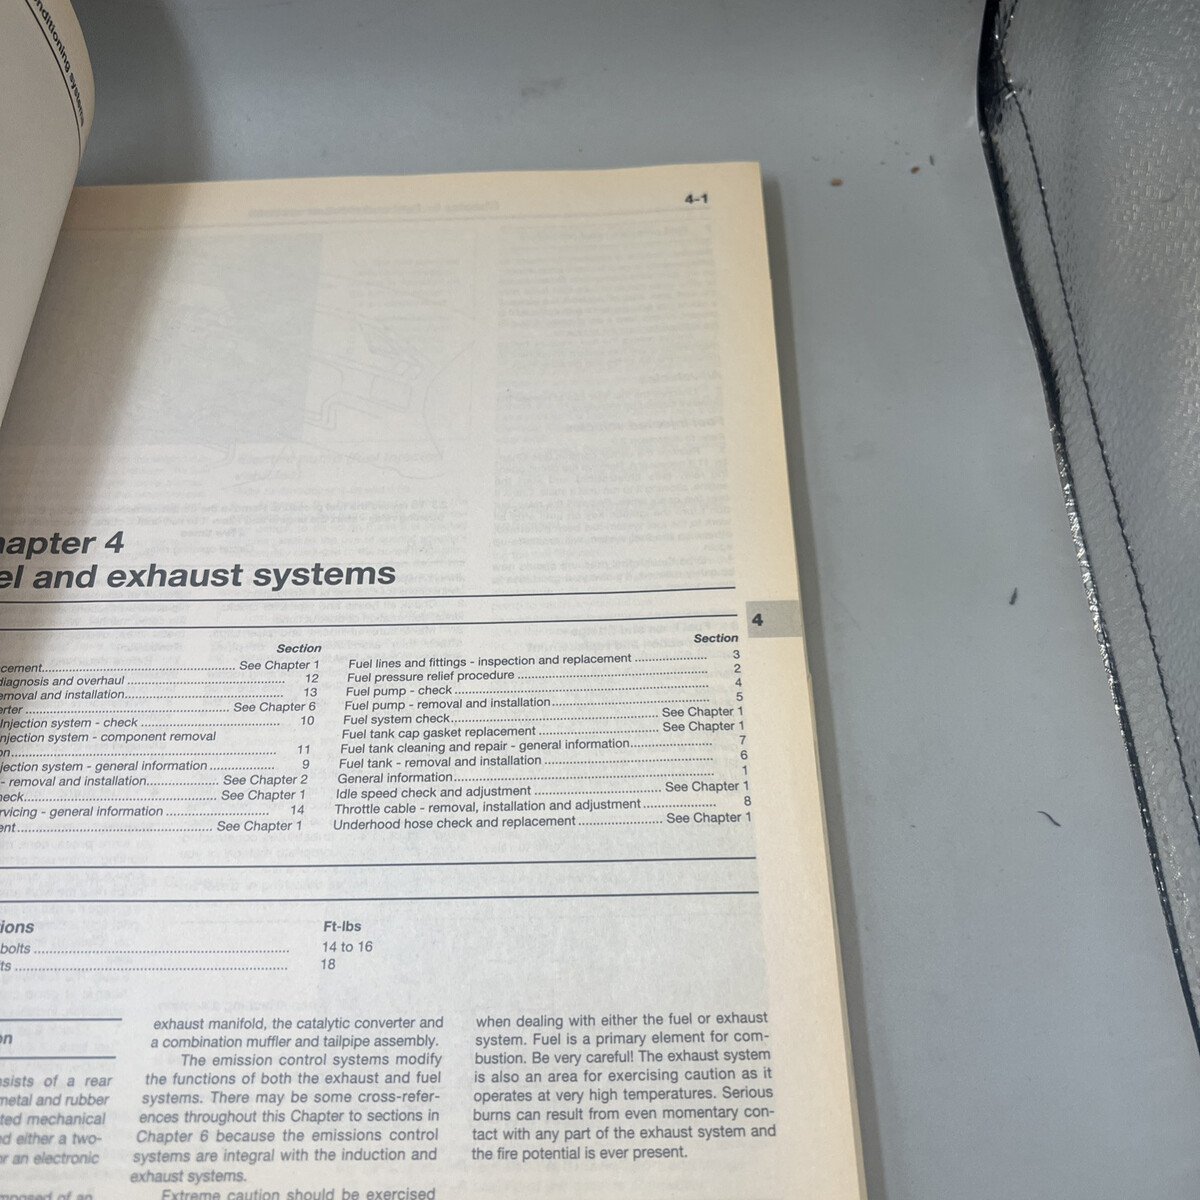 nditioning systems
4-1
apter 4
el and exhaust systems
4
Section
cement.......... See Chapter 1
diagnosis and overhaul .......... 12
emoval and installation.......... 13
erter .......... See Chapter 6
Injection system - check .......... 10
njection system - component removal
on.......... 11
jection system - general information .......... 9
- removal and installation.......... See Chapter 2
eck.......... See Chapter 1
rvicing - general information .......... 14
ent.......... See Chapter 1
Section
Fuel lines and fittings - inspection and replacement .......... 3
Fuel pressure relief procedure .......... 2
Fuel pump - check .......... 4
Fuel pump - removal and installation.......... 5
Fuel system check.......... See Chapter 1
Fuel tank cap gasket replacement .......... See Chapter 1
Fuel tank cleaning and repair - general information.......... 7
Fuel tank - removal and installation .......... 6
General information.......... 1
Idle speed check and adjustment .......... See Chapter 1
Throttle cable - removal, installation and adjustment .......... 8
Underhood hose check and replacement .......... See Chapter 1
ions Ft-lbs
bolts .......... 14 to 16
ts .......... 18
on
sists of a rear
metal and rubber
ted mechanical
d either a two-
or an electronic
mposed of an
exhaust manifold, the catalytic converter and
a combination muffler and tailpipe assembly.
The emission control systems modify
the functions of both the exhaust and fuel
systems. There may be some cross-refer-
ences throughout this Chapter to sections in
Chapter 6 because the emissions control
systems are integral with the induction and
exhaust systems.
Extreme caution should be exercised
when dealing with either the fuel or exhaust
system. Fuel is a primary element for com-
bustion. Be very careful! The exhaust system
is also an area for exercising caution as it
operates at very high temperatures. Serious
burns can result from even momentary con-
tact with any part of the exhaust system and
the fire potential is ever present.